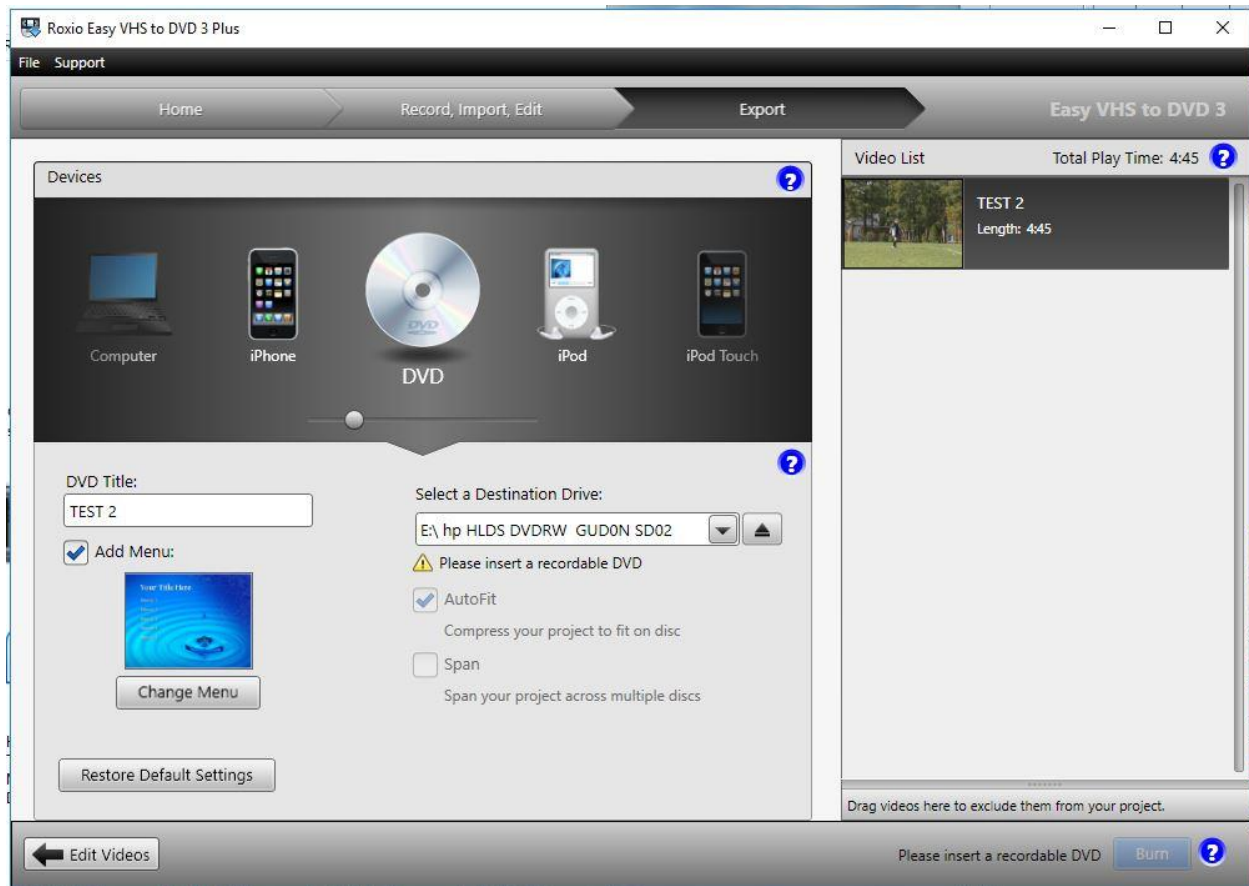 Roxio Easy VHS to DVD 3 Plus
File Support
Home
Record, Import, Edit
Export
Easy VHS to DVD 3
Devices
Computer
iPhone
DVD
DVD
iPod
iPod Touch
DVD Title:
TEST 2
Add Menu:
Your Title Here
Change Menu
Restore Default Settings
Select a Destination Drive:
E:\ hp HLDS DVDRW GUD0N SD02
Please insert a recordable DVD
AutoFit
Compress your project to fit on disc
Span
Span your project across multiple discs
Video List
Total Play Time: 4:45
TEST 2
Length: 4:45
Drag videos here to exclude them from your project.
Edit Videos
Please insert a recordable DVD
Burn